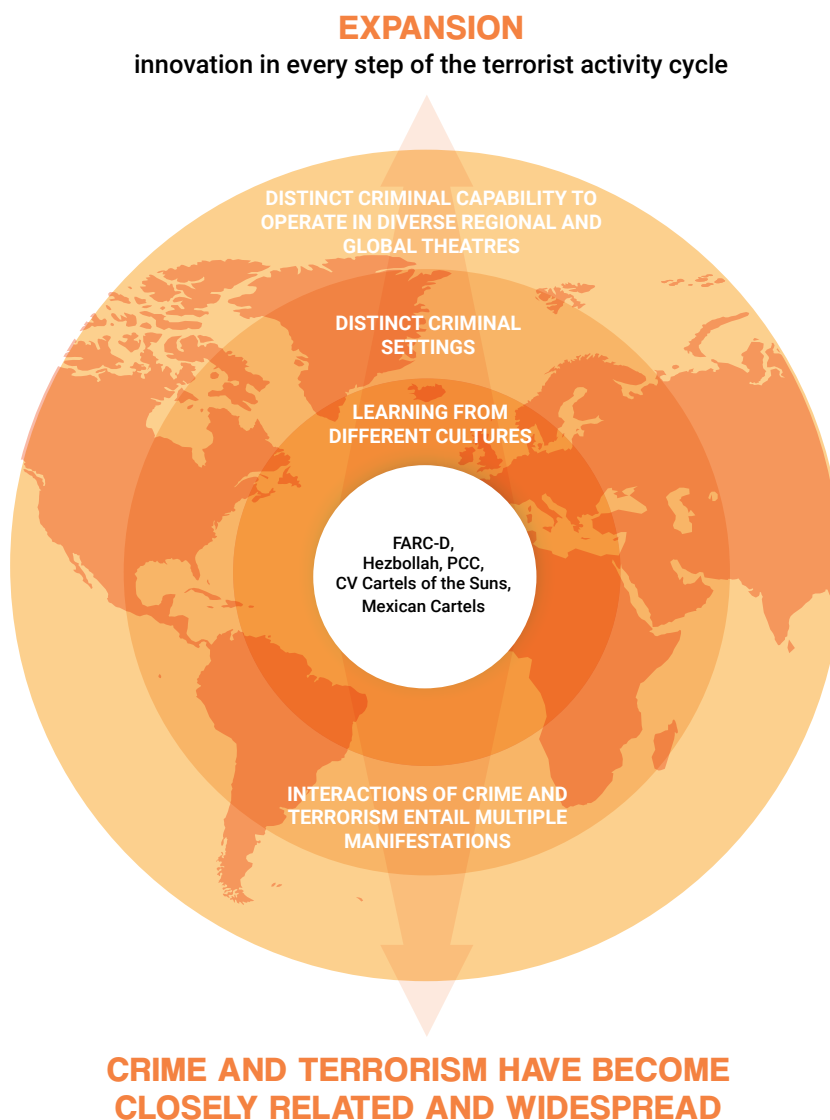 EXPANSION
innovation in every step of the terrorist activity cycle
DISTINCT CRIMINAL CAPABILITY TO
OPERATE IN DIVERSE REGIONAL AND
GLOBAL THEATRES
DISTINCT CRIMINAL
SETTINGS
LEARNING FROM
DIFFERENT CULTURES
FARC-D,
Hezbollah, PCC,
CV Cartels of the Suns,
Mexican Cartels
INTERACTIONS OF CRIME AND
TERRORISM ENTAIL MULTIPLE
MANIFESTATIONS
CRIME AND TERRORISM HAVE BECOME
CLOSELY RELATED AND WIDESPREAD